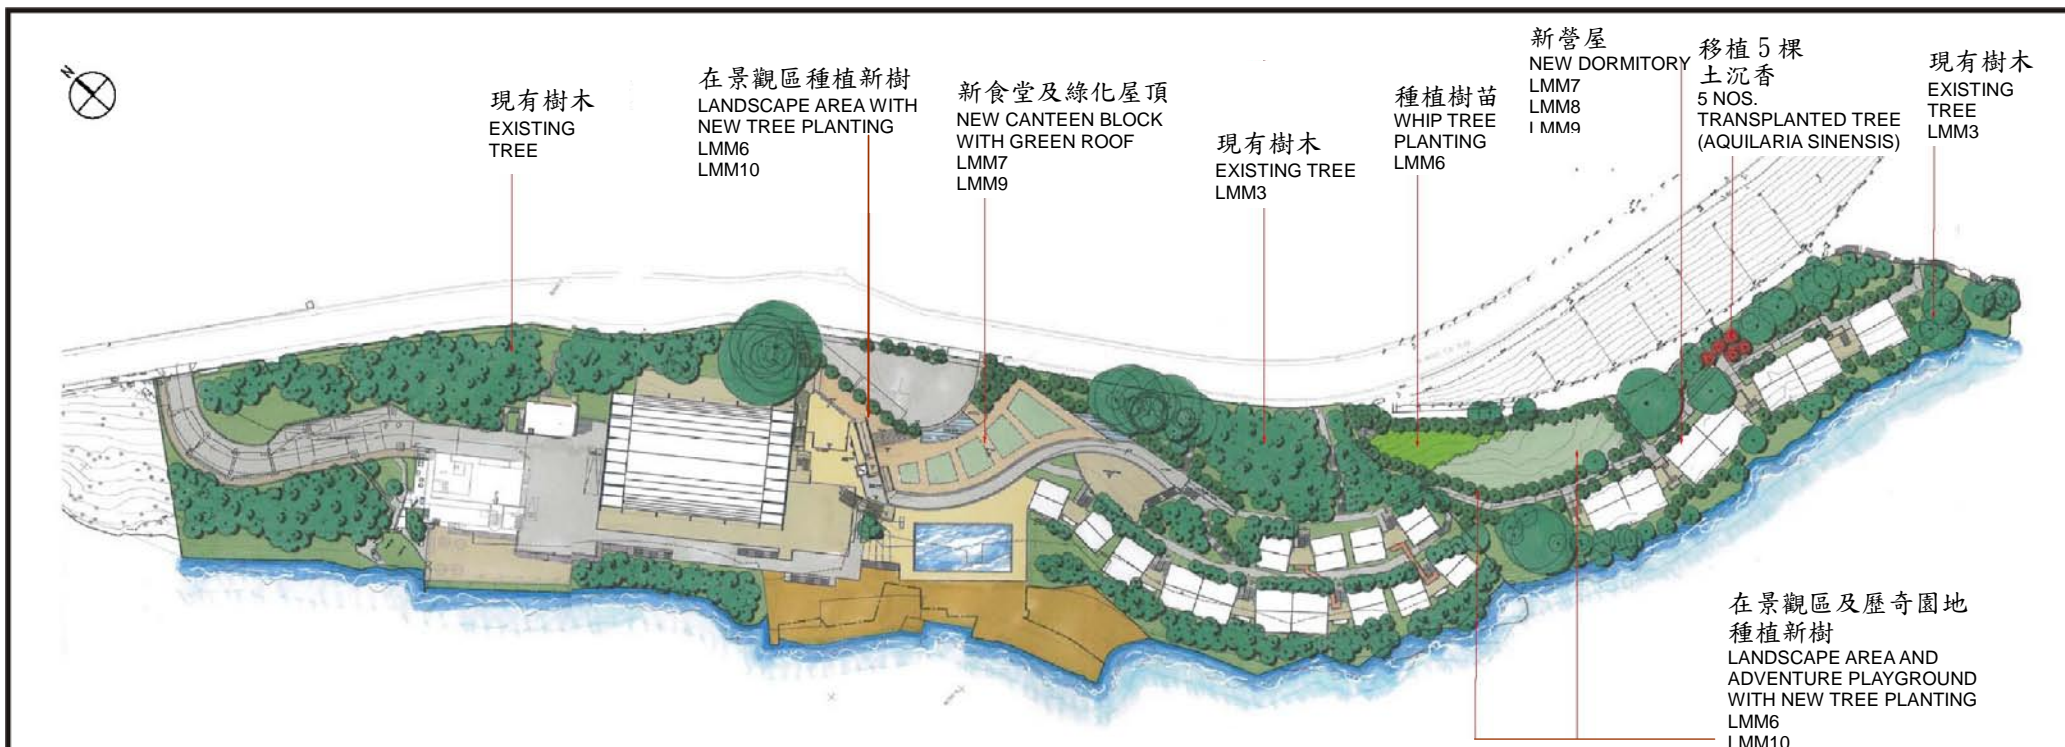 N
現有樹木
EXISTING
TREE
在景觀區種植新樹
LANDSCAPE AREA WITH
NEW TREE PLANTING
LMM6
LMM10
新食堂及綠化屋頂
NEW CANTEEN BLOCK
WITH GREEN ROOF
LMM7
LMM9
現有樹木
EXISTING TREE
LMM3
種植樹苗
WHIP TREE
PLANTING
LMM6
新營屋
NEW DORMITORY
LMM7
LMM8
LMM9
移植5棵
土沉香
5 NOS.
TRANSPLANTED TREE
(AQUILARIA SINENSIS)
現有樹木
EXISTING
TREE
LMM3
在景觀區及歷奇園地
種植新樹
LANDSCAPE AREA AND
ADVENTURE PLAYGROUND
WITH NEW TREE PLANTING
LMM6
LMM10